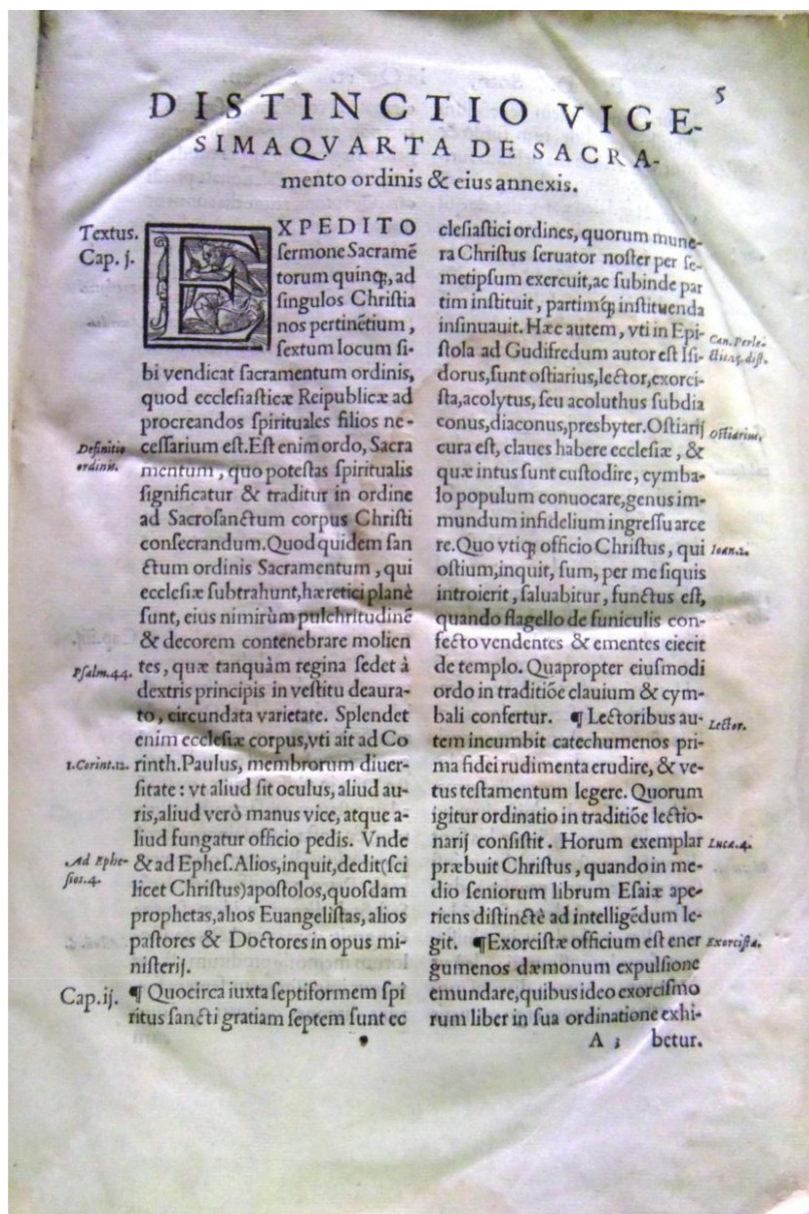 5
DISTINCTIO VIGE-
SIMAQVARTA DE SACRA-
mento ordinis & eius annexis.
Textus.
Cap. j.
EXPEDITO
ſermone Sacramẽ
torum quinq;, ad
ſingulos Chriſtia
nos pertinẽtium,
ſextum locum ſi-
bi vendicat ſacramentum ordinis,
quod eccleſiaſticæ Reipublicæ ad
procreandos ſpirituales filios ne-
Definitio
ordinis.
ceſſarium eſt. Eſt enim ordo, Sacra
mentum, quo poteſtas ſpiritualis
ſignificatur & traditur in ordine
ad Sacroſanctum corpus Chriſti
conſecrandum. Quod quidem ſan
ctum ordinis Sacramentum, qui
eccleſiæ ſubtrahunt, hæretici planè
ſunt, eius nimirùm pulchritudinẽ
& decorem contenebrare molien
Pſalm.44.
tes, quæ tanquàm regina ſedet à
dextris principis in veſtitu deaura-
to, circundata varietate. Splendet
enim eccleſiæ corpus, vti ait ad Co
1.Corint.12.
rinth. Paulus, membrorum diuer-
ſitate: vt aliud ſit oculus, aliud au-
ris, aliud verò manus vice, atque a-
liud fungatur officio pedis. Vnde
Ad Ephe-
ſios.4.
& ad Epheſ. Alios, inquit, dedit (ſci
licet Chriſtus) apoſtolos, quoſdam
prophetas, alios Euangeliſtas, alios
paſtores & Doctores in opus mi-
niſterij.
Cap. ij.
¶ Quocirca iuxta ſeptiformem ſpi
ritus ſancti gratiam ſeptem ſunt ec
cleſiaſtici ordines, quorum mune-
ra Chriſtus ſeruator noſter per ſe-
metipſum exercuit, ac ſubinde par
tim inſtituit, partimq; inſtituenda
inſinuauit. Hæc autem, vti in Epi-
Can. Perle-
ctis. 25. diſt.
ſtola ad Gudifredum autor eſt Iſi-
dorus, ſunt oſtiarius, lector, exorci-
ſta, acolytus, ſeu acoluthus ſubdia
conus, diaconus, presbyter. Oſtiarij
Oſtiarius.
cura eſt, claues habere eccleſiæ, &
quæ intus ſunt cuſtodire, cymba-
lo populum conuocare, genus im-
mundum infidelium ingreſſu arce
re. Quo vtiq; officio Chriſtus, qui
Ioan.2.
oſtium, inquit, ſum, per me ſiquis
introierit, ſaluabitur, functus eſt,
quando flagello de funiculis con-
fecto vendentes & ementes eiecit
de templo. Quapropter eiuſmodi
ordo in traditiõe clauium & cym-
bali confertur. ¶ Lectoribus au-
Lector.
tem incumbit catechumenos pri-
ma fidei rudimenta erudire, & ve-
tus teſtamentum legere. Quorum
igitur ordinatio in traditiõe lectio-
narij conſiſtit. Horum exemplar
Luca.4.
præbuit Chriſtus, quando in me-
dio ſeniorum librum Eſaiæ ape-
riens diſtinctè ad intelligẽdum le-
git. ¶ Exorciſtæ officium eſt ener
Exorciſta.
gumenos dæmonum expulſione
emundare, quibus ideo exorciſmo
rum liber in ſua ordinatione exhi-
A 3 betur.